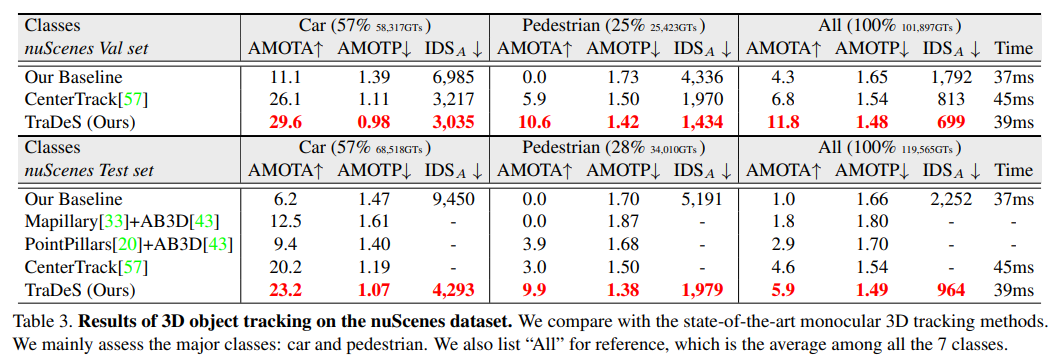 Classes Car (57% 58,317GTs) Pedestrian (25% 25,423GTs) All (100% 101,897GTs)
nuScenes Val set AMOTA↑ AMOTP↓ IDS_A ↓ AMOTA↑ AMOTP↓ IDS_A ↓ AMOTA↑ AMOTP↓ IDS_A ↓ Time
Our Baseline 11.1 1.39 6,985 0.0 1.73 4,336 4.3 1.65 1,792 37ms
CenterTrack[57] 26.1 1.11 3,217 5.9 1.50 1,970 6.8 1.54 813 45ms
TraDeS (Ours) 29.6 0.98 3,035 10.6 1.42 1,434 11.8 1.48 699 39ms
Classes Car (57% 68,518GTs) Pedestrian (28% 34,010GTs) All (100% 119,565GTs)
nuScenes Test set AMOTA↑ AMOTP↓ IDS_A ↓ AMOTA↑ AMOTP↓ IDS_A ↓ AMOTA↑ AMOTP↓ IDS_A ↓ Time
Our Baseline 6.2 1.47 9,450 0.0 1.70 5,191 1.0 1.66 2,252 37ms
Mapillary[33]+AB3D[43] 12.5 1.61 - 0.0 1.87 - 1.8 1.80 - -
PointPillars[20]+AB3D[43] 9.4 1.40 - 3.9 1.68 - 2.9 1.70 - -
CenterTrack[57] 20.2 1.19 - 3.0 1.50 - 4.6 1.54 - 45ms
TraDeS (Ours) 23.2 1.07 4,293 9.9 1.38 1,979 5.9 1.49 964 39ms
Table 3. Results of 3D object tracking on the nuScenes dataset. We compare with the state-of-the-art monocular 3D tracking methods.
We mainly assess the major classes: car and pedestrian. We also list “All” for reference, which is the average among all the 7 classes.